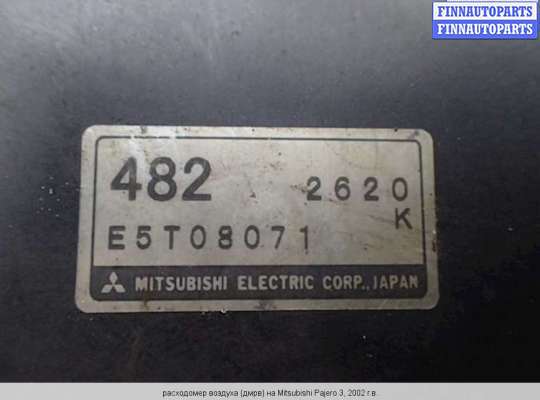 FINNAUTOPARTS
FINNAUTOPARTS
482 2620
K
E5T08071
MITSUBISHI ELECTRIC CORP., JAPAN
расходомер воздуха (дмрв) на Mitsubishi Pajero 3, 2002 г.в.